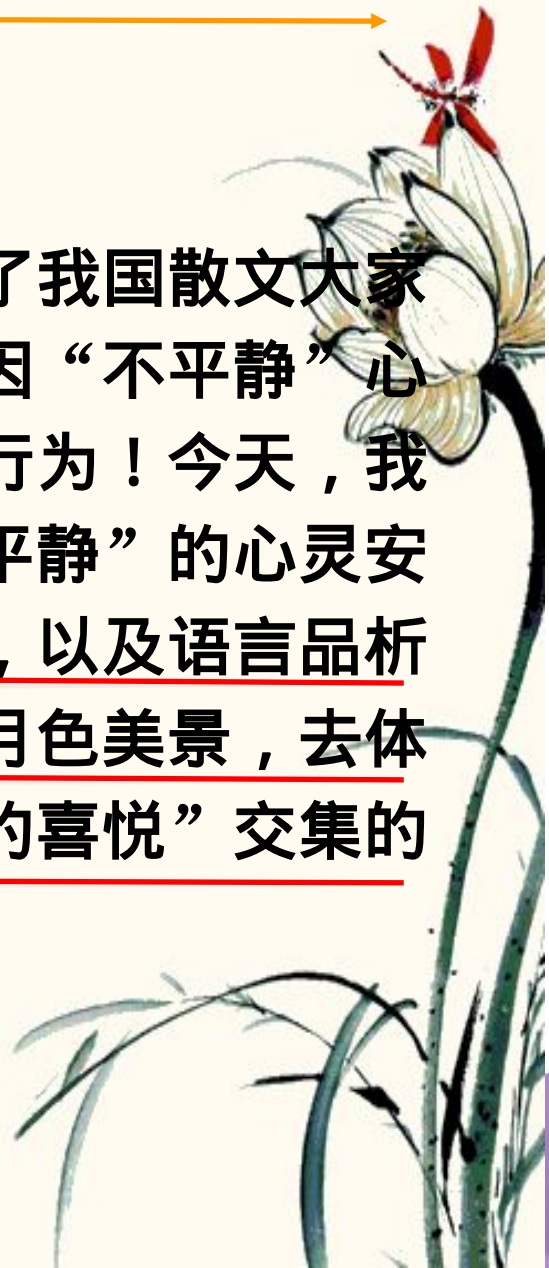 了我国散文大家
因“不平静”心
行为！今天，我
平静”的心灵安
，以及语言品析
月色美景，去体
的喜悦”交集的